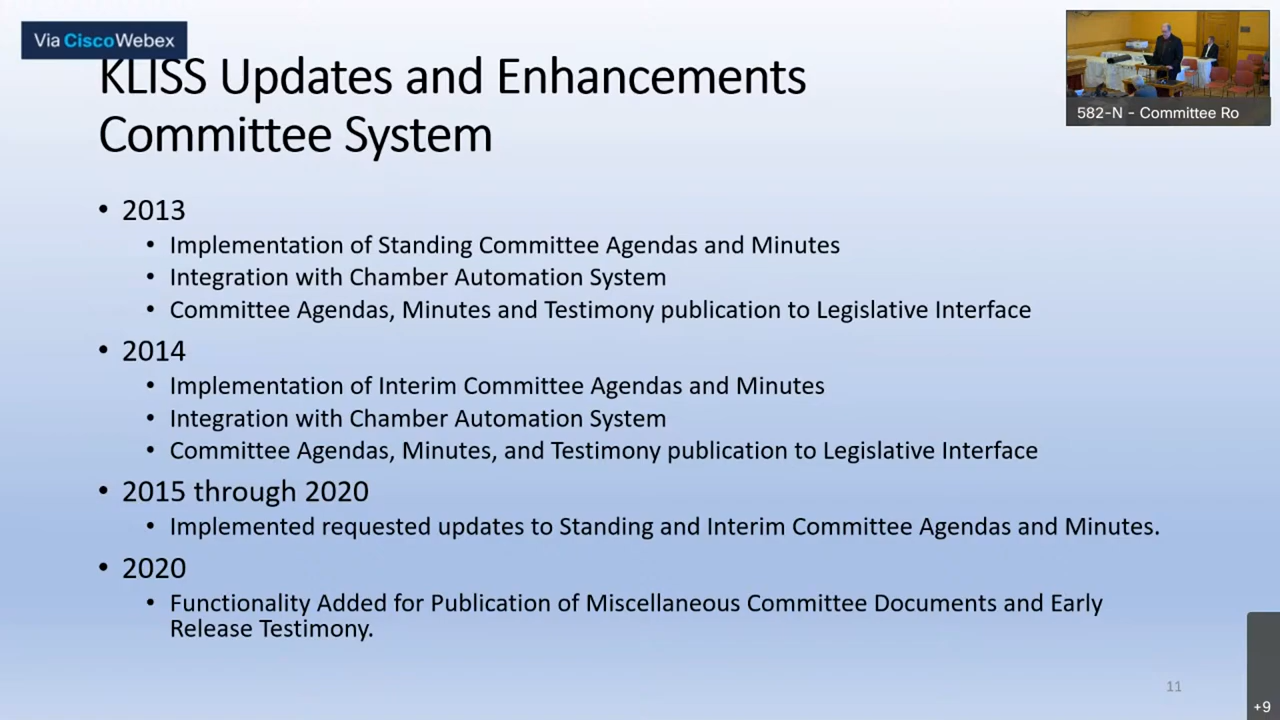 Via CiscoWebex
KLISS Updates and Enhancements
Committee System
582-N - Committee Ro
• 2013
• Implementation of Standing Committee Agendas and Minutes
• Integration with Chamber Automation System
• Committee Agendas, Minutes and Testimony publication to Legislative Interface
• 2014
• Implementation of Interim Committee Agendas and Minutes
• Integration with Chamber Automation System
• Committee Agendas, Minutes, and Testimony publication to Legislative Interface
• 2015 through 2020
• Implemented requested updates to Standing and Interim Committee Agendas and Minutes.
• 2020
• Functionality Added for Publication of Miscellaneous Committee Documents and Early
Release Testimony.
11
+9